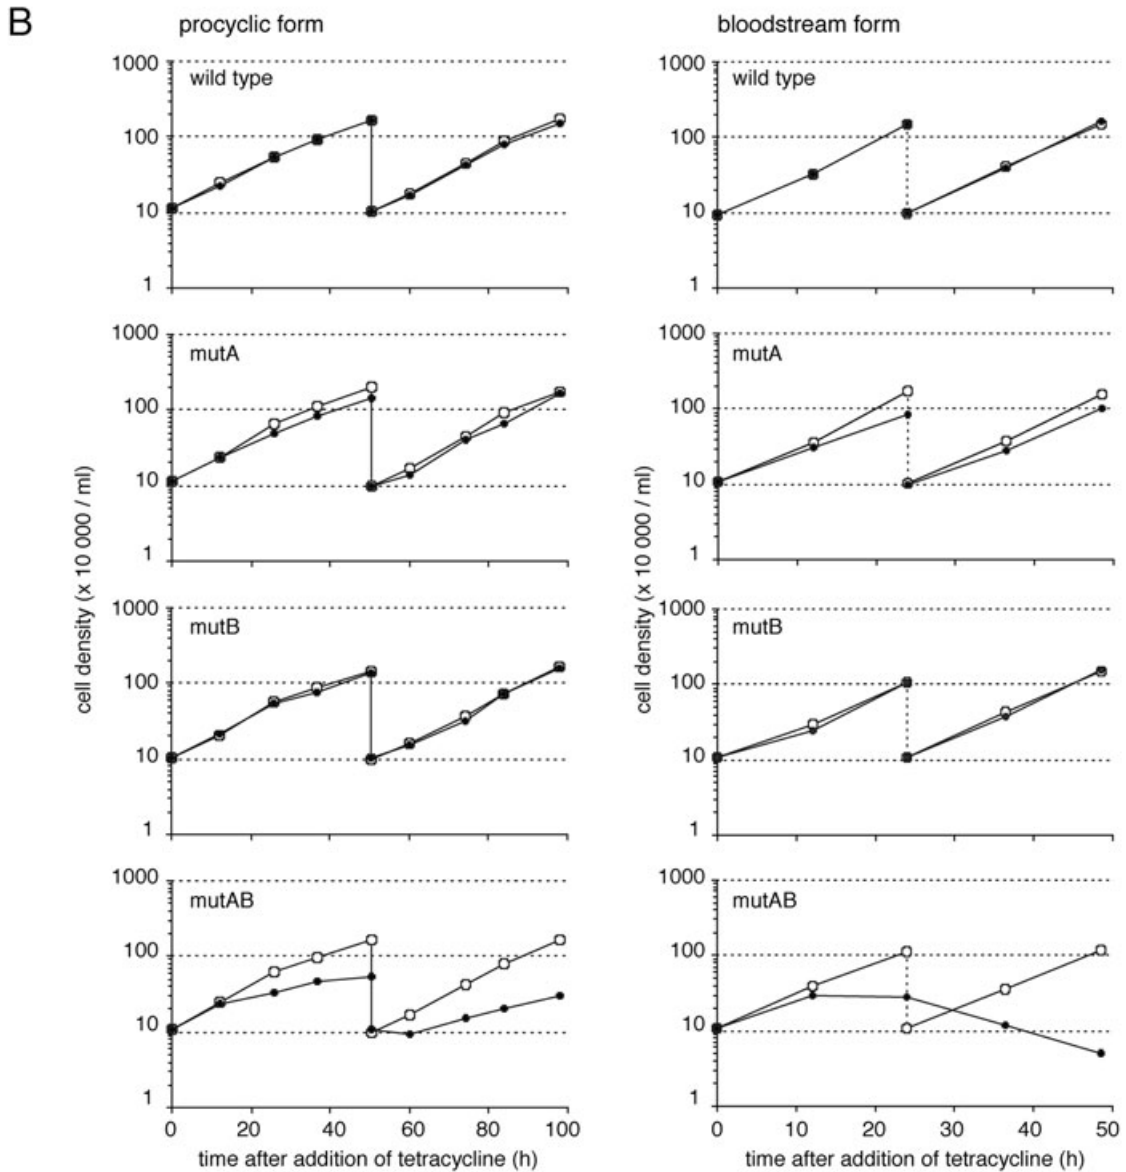 B
procyclic form
bloodstream form
1000
100
10
1
wild type
1000
100
10
1
wild type
1000
100
10
1
mutA
1000
100
10
1
mutA
cell density (x 10 000 / ml)
cell density (x 10 000 / ml)
1000
100
10
1
mutB
1000
100
10
1
mutB
1000
100
10
1
mutAB
0 20 40 60 80 100
time after addition of tetracycline (h)
1000
100
10
1
mutAB
0 10 20 30 40 50
time after addition of tetracycline (h)